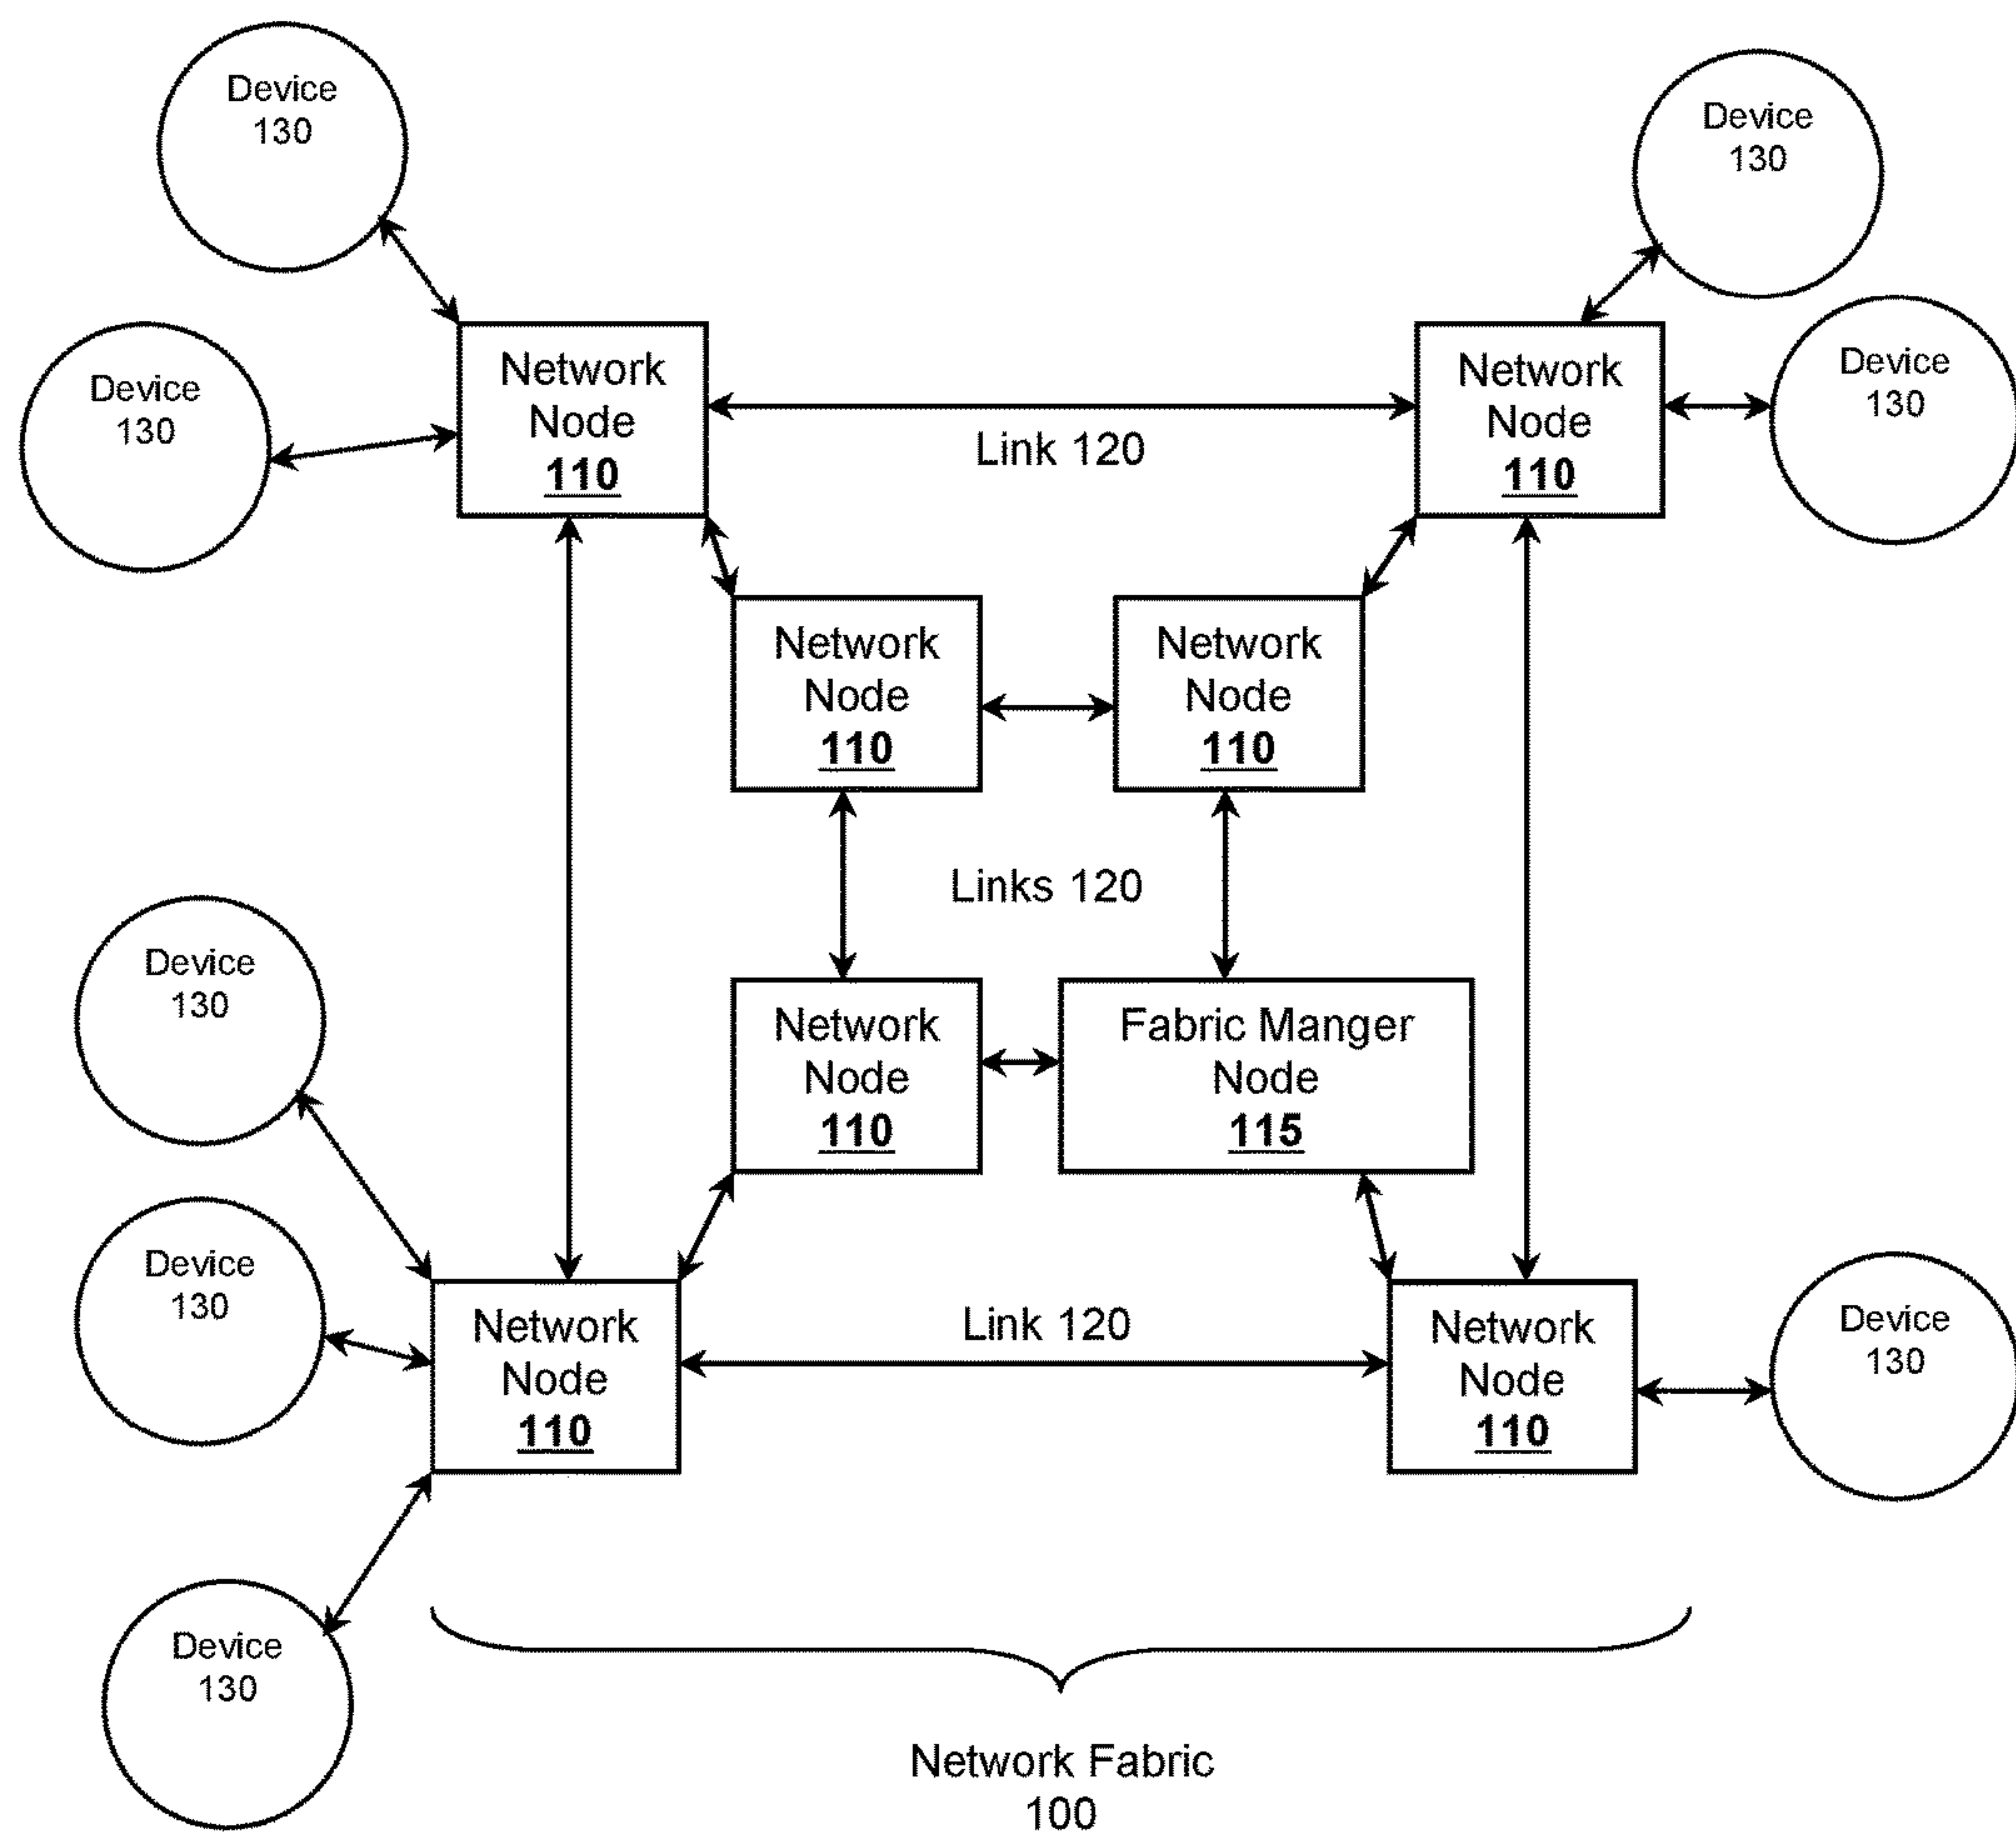 Device
130
Device
130
Device
130
Network
Node
110
Network
Node
110
Device
130
Link 120
Network
Node
110
Network
Node
110
Links 120
Device
130
Network
Node
110
Fabric Manger
Node
115
Device
130
Network
Node
110
Link 120
Network
Node
110
Device
130
Device
130
Network Fabric
100